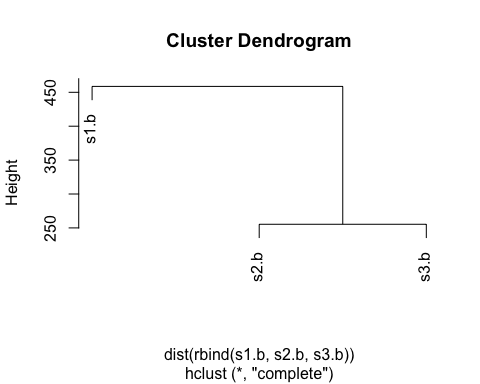 Cluster Dendrogram
Height
450
350
250
s1.b
s2.b
s3.b
dist(rbind(s1.b, s2.b, s3.b))
hclust (*, "complete")